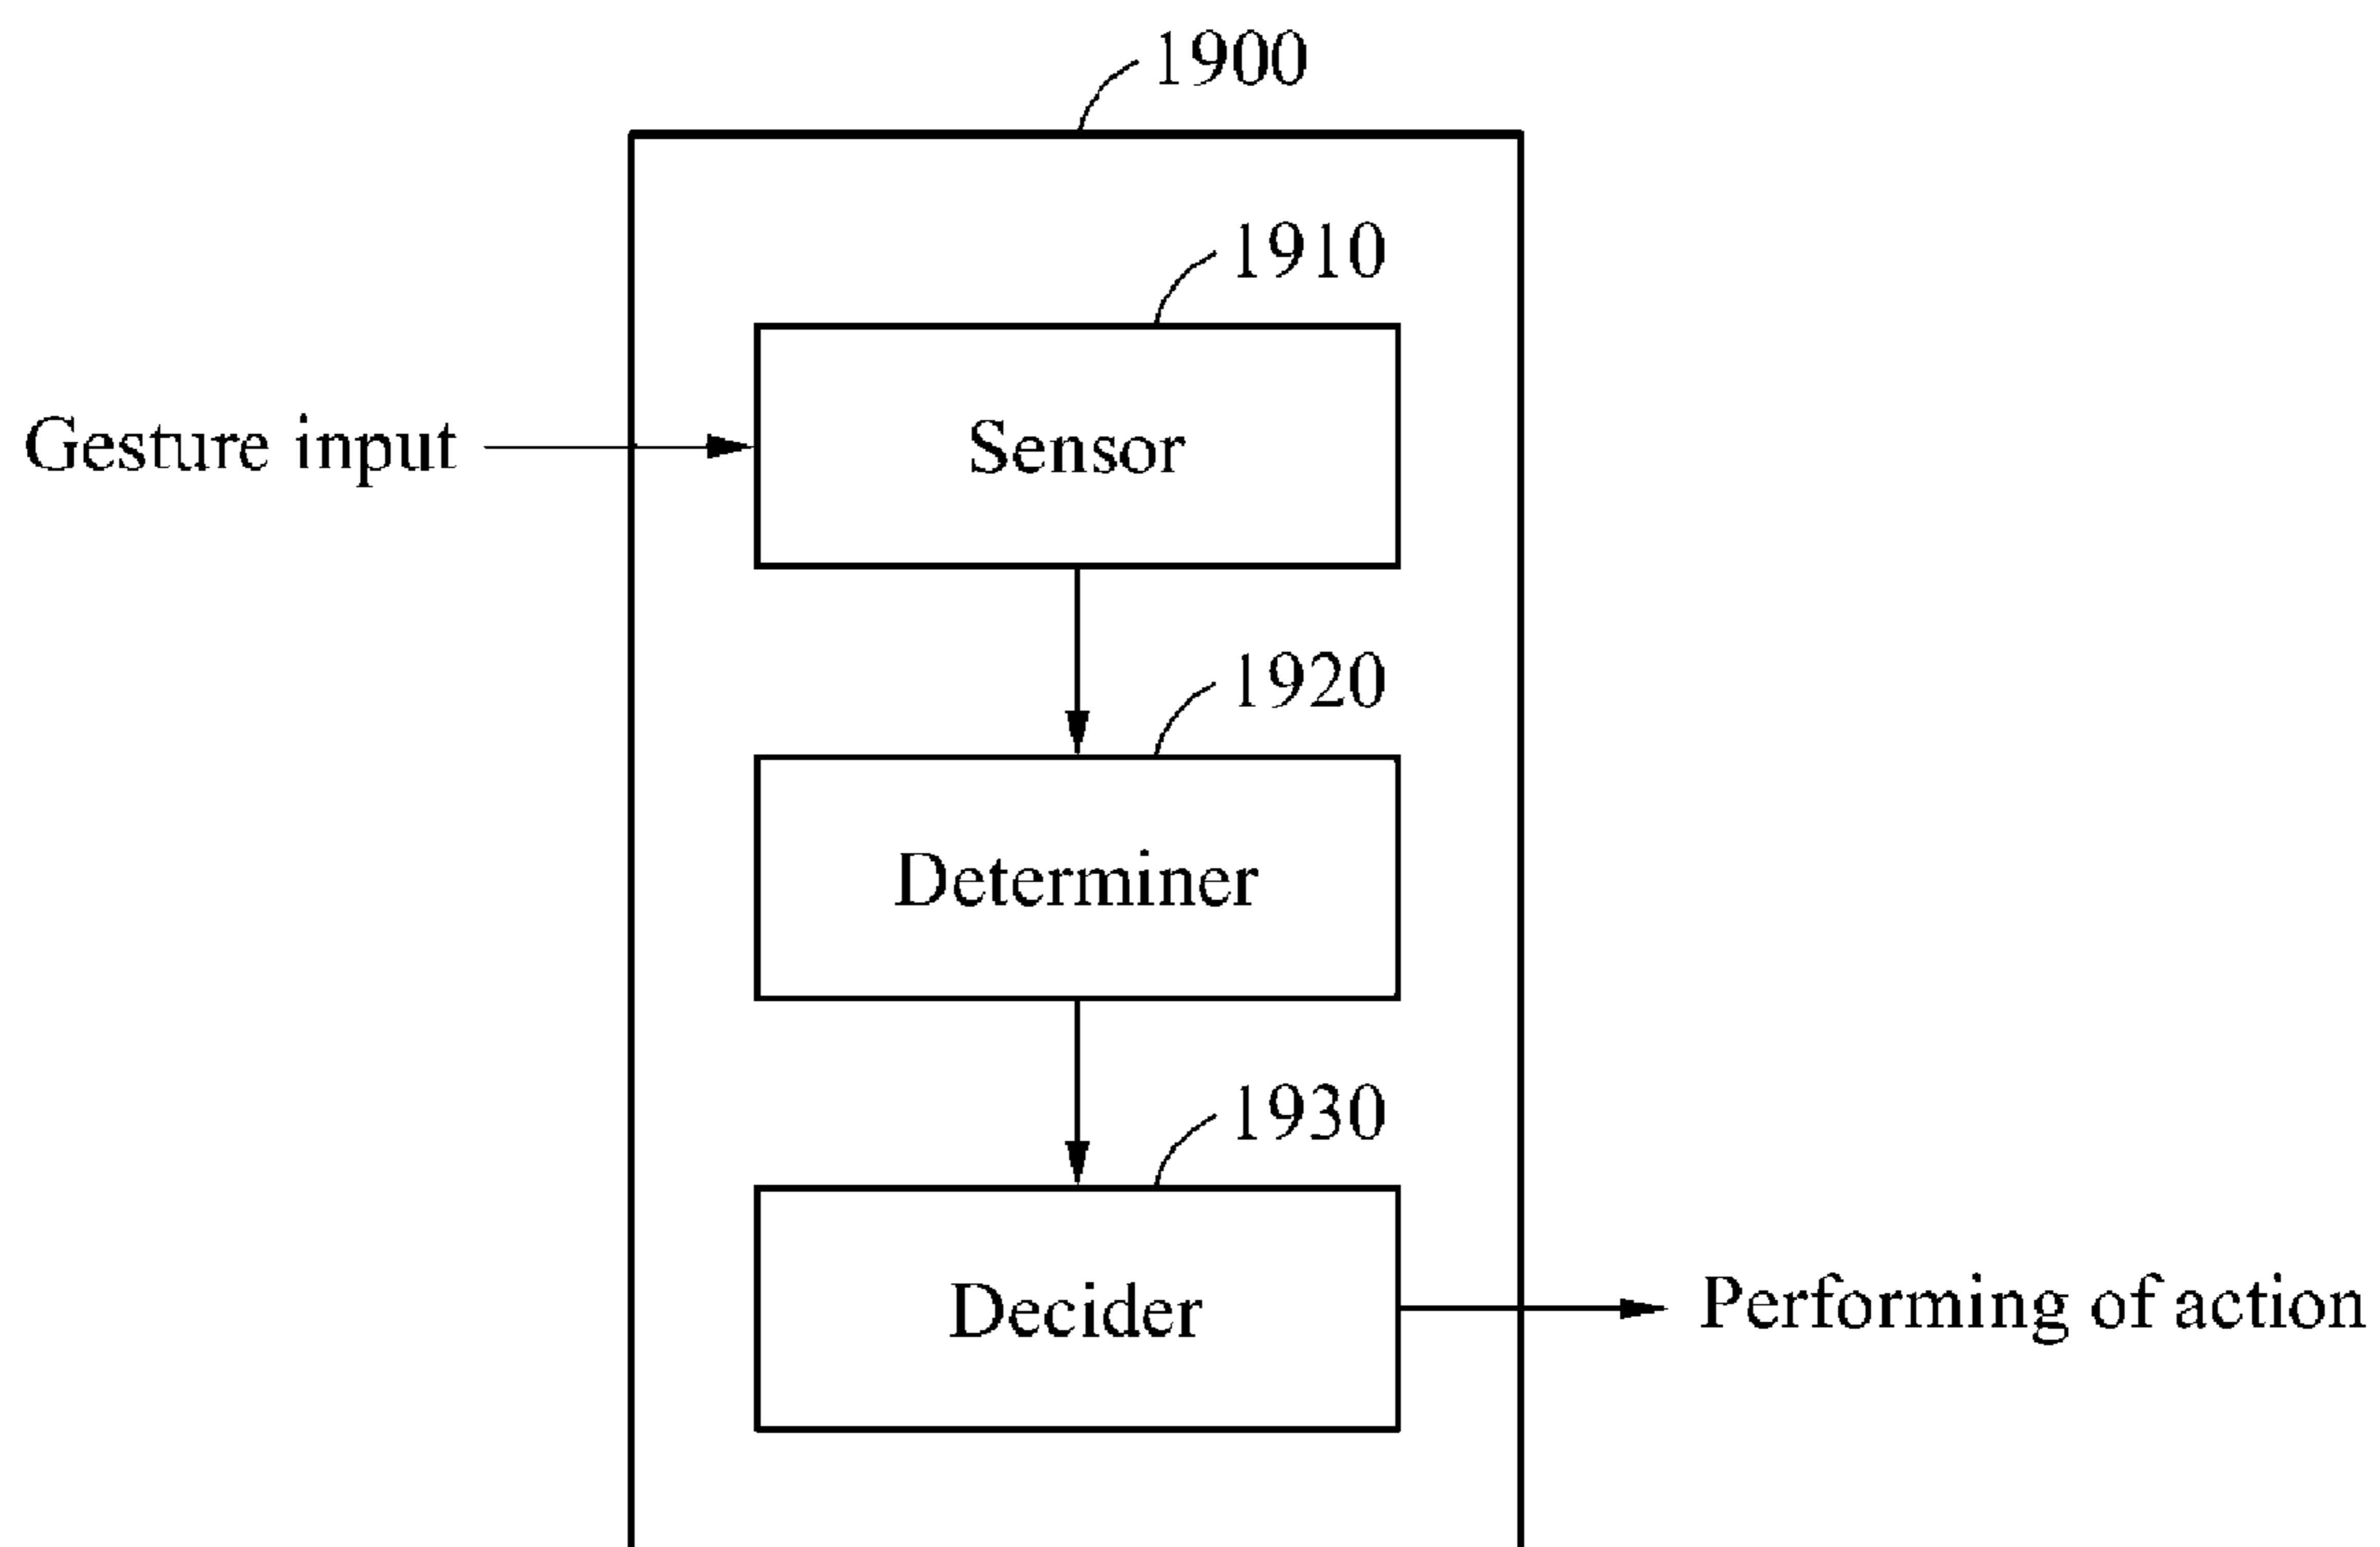 1900
1910
Gesture input
Sensor
1920
Determiner
1930
Decider
Performing of action